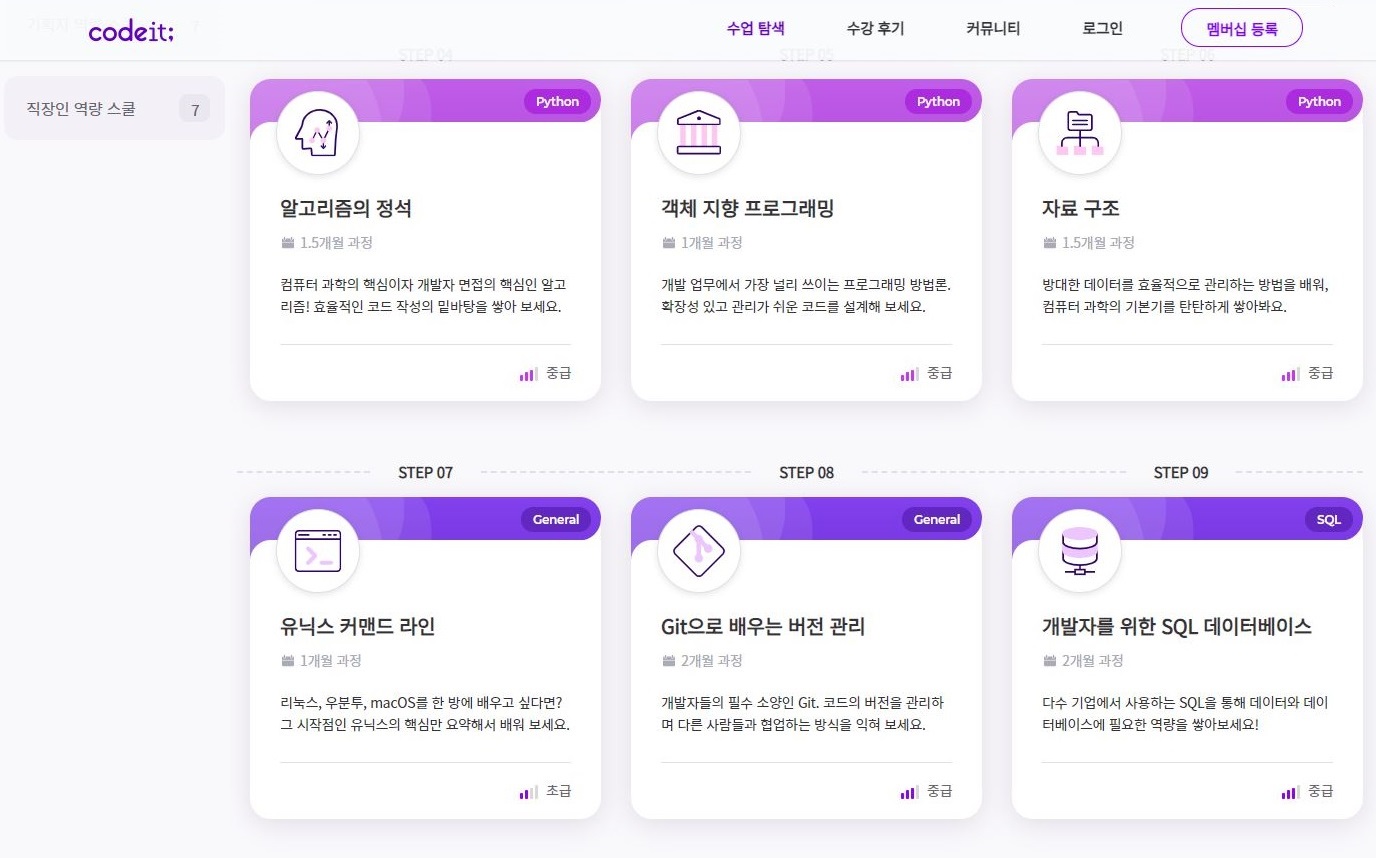 기획자 역량 스쿨 7
codeit;
수업 탐색
수강 후기
커뮤니티
로그인
멤버십 등록
직장인 역량 스쿨 7
STEP 04
STEP 05
STEP 06
Python
알고리즘의 정석
1.5개월 과정
컴퓨터 과학의 핵심이자 개발자 면접의 핵심인 알고
리즘! 효율적인 코드 작성의 밑바탕을 쌓아 보세요.
중급
Python
객체 지향 프로그래밍
1개월 과정
개발 업무에서 가장 널리 쓰이는 프로그래밍 방법론.
확장성 있고 관리가 쉬운 코드를 설계해 보세요.
중급
Python
자료 구조
1.5개월 과정
방대한 데이터를 효율적으로 관리하는 방법을 배워,
컴퓨터 과학의 기본기를 탄탄하게 쌓아봐요.
중급
STEP 07
STEP 08
STEP 09
General
유닉스 커맨드 라인
1개월 과정
리눅스, 우분투, macOS를 한 방에 배우고 싶다면?
그 시작점인 유닉스의 핵심만 요약해서 배워 보세요.
초급
General
Git으로 배우는 버전 관리
2개월 과정
개발자들의 필수 소양인 Git. 코드의 버전을 관리하
며 다른 사람들과 협업하는 방식을 익혀 보세요.
중급
SQL
개발자를 위한 SQL 데이터베이스
2개월 과정
다수 기업에서 사용하는 SQL을 통해 데이터와 데이
터베이스에 필요한 역량을 쌓아보세요!
중급